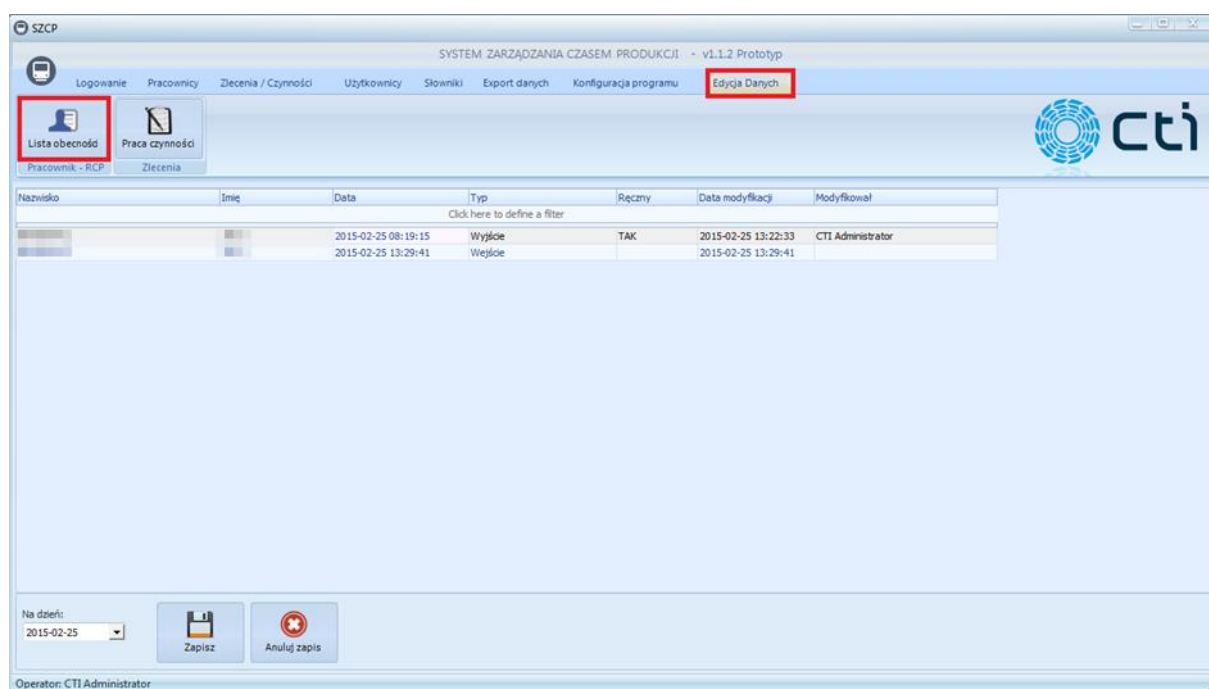 SZCP
SYSTEM ZARZĄDZANIA CZASEM PRODUKCJI - v1.1.2 Prototyp
Logowanie Pracownicy Zlecenia / Czynności Użytkownicy Słowniki Export danych Konfiguracja programu Edycja Danych
Lista obecności Praca czynności
Pracownik - RCP Zlecenia
cti
Nazwisko Imię Data Typ Ręczny Data modyfikacji Modyfikował
Click here to define a filter
2015-02-25 08:19:15 Wyjście TAK 2015-02-25 13:22:33 CTI Administrator
2015-02-25 13:29:41 Wejście 2015-02-25 13:29:41
Na dzień:
2015-02-25
Zapisz Anuluj zapis
Operator: CTI Administrator